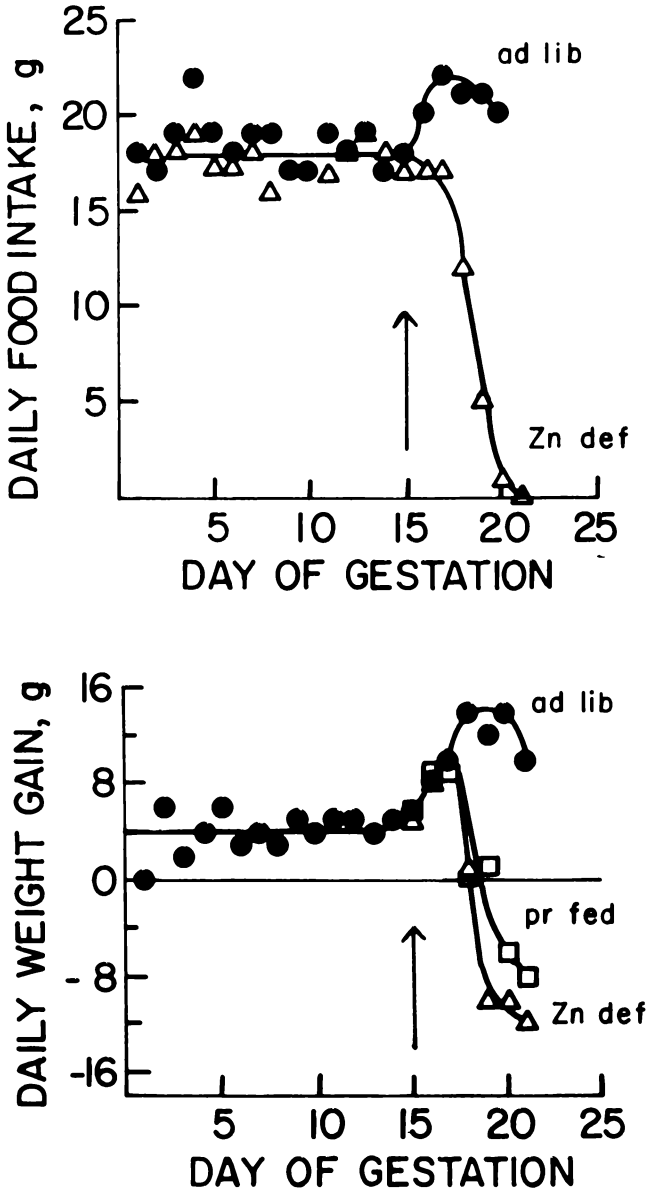 25
20
15
10
5
DAILY FOOD INTAKE, g
ad lib
Zn def
5 10 15 20 25
DAY OF GESTATION
16
8
0
-8
-16
DAILY WEIGHT GAIN, g
ad lib
pr fed
Zn def
5 10 15 20 25
DAY OF GESTATION